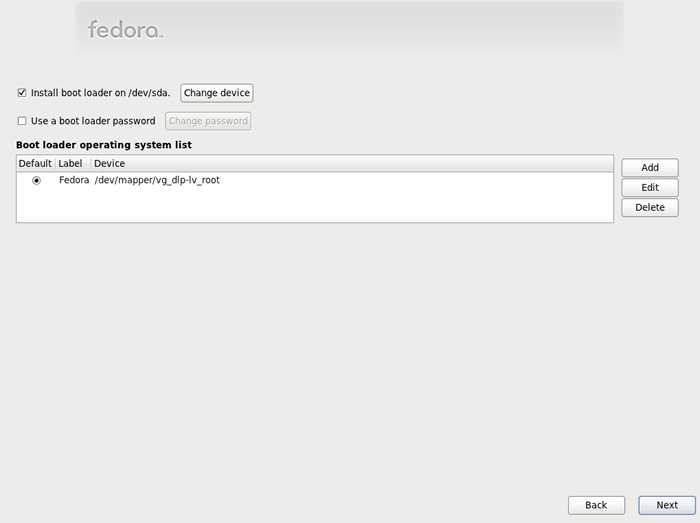 fedora.
Install boot loader on /dev/sda. Change device
Use a boot loader password Change password
Boot loader operating system list
Default Label Device
Fedora /dev/mapper/vg_dlp-lv_root
Add
Edit
Delete
Back Next